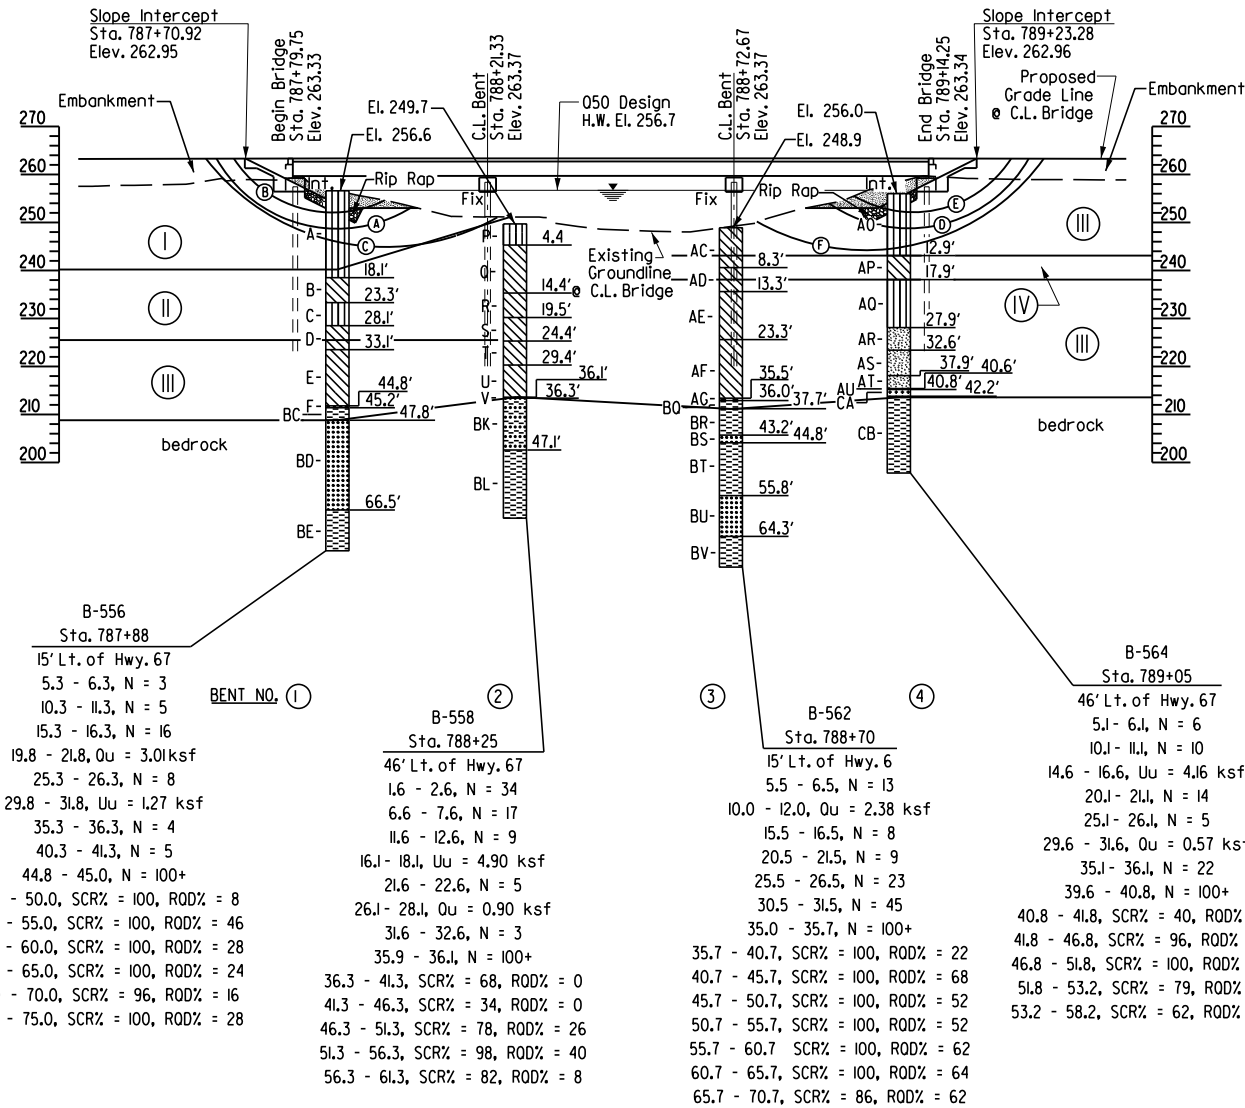 Slope Intercept
Sta. 787+70.92
Elev. 262.95
Begin Bridge
Sta. 787+79.75
Elev. 263.33
C.L. Bent
Sta. 788+21.33
Elev. 263.37
C.L. Bent
Sta. 788+72.67
Elev. 263.37
End Bridge
Sta. 789+14.25
Elev. 263.34
Slope Intercept
Sta. 789+23.28
Elev. 262.96
Proposed
Grade Line
@ C.L. Bridge
Embankment
Embankment
El. 249.7
El. 256.6
Q50 Design
H.W. El. 256.7
El. 256.0
El. 248.9
270
260
250
240
230
220
210
200
270
260
250
240
230
220
210
200
Int.
Rip Rap
Fix
Fix
Rip Rap
Int.
B
A
C
E
D
F
Existing
Groundline
@ C.L. Bridge
I
II
III
III
IV
III
bedrock
bedrock
A-
B-
C-
D-
E-
F-
BC
BD-
BE-
18.1'
23.3'
28.1'
33.1'
44.8'
45.2'
47.8'
66.5'
P-
Q-
R-
S-
T-
U-
V-
BK-
BL-
4.4
14.4'
19.5'
24.4'
29.4'
36.1'
36.3'
47.1'
AC-
AD-
AE-
AF-
AG-
BQ
BR-
BS-
BT-
BU-
BV-
8.3'
13.3'
23.3'
35.5'
36.0'
37.7'
43.2'
44.8'
55.8'
64.3'
AO-
AP-
AQ-
AR-
AS-
AT-
AU
CA
CB-
12.9'
17.9'
27.9'
32.6'
37.9'
40.6'
40.8'
42.2'
BENT NO.
1
2
3
4
B-556
Sta. 787+88
15' Lt. of Hwy. 67
5.3 - 6.3, N = 3
10.3 - 11.3, N = 5
15.3 - 16.3, N = 16
19.8 - 21.8, Qu = 3.01 ksf
25.3 - 26.3, N = 8
29.8 - 31.8, Uu = 1.27 ksf
35.3 - 36.3, N = 4
40.3 - 41.3, N = 5
44.8 - 45.0, N = 100+
- 50.0, SCR% = 100, RQD% = 8
- 55.0, SCR% = 100, RQD% = 46
- 60.0, SCR% = 100, RQD% = 28
- 65.0, SCR% = 100, RQD% = 24
- 70.0, SCR% = 96, RQD% = 16
- 75.0, SCR% = 100, RQD% = 28
B-558
Sta. 788+25
46' Lt. of Hwy. 67
1.6 - 2.6, N = 34
6.6 - 7.6, N = 17
11.6 - 12.6, N = 9
16.1 - 18.1, Uu = 4.90 ksf
21.6 - 22.6, N = 5
26.1 - 28.1, Qu = 0.90 ksf
31.6 - 32.6, N = 3
35.9 - 36.1, N = 100+
36.3 - 41.3, SCR% = 68, RQD% = 0
41.3 - 46.3, SCR% = 34, RQD% = 0
46.3 - 51.3, SCR% = 78, RQD% = 26
51.3 - 56.3, SCR% = 98, RQD% = 40
56.3 - 61.3, SCR% = 82, RQD% = 8
B-562
Sta. 788+70
15' Lt. of Hwy. 6
5.5 - 6.5, N = 13
10.0 - 12.0, Qu = 2.38 ksf
15.5 - 16.5, N = 8
20.5 - 21.5, N = 9
25.5 - 26.5, N = 23
30.5 - 31.5, N = 45
35.0 - 35.7, N = 100+
35.7 - 40.7, SCR% = 100, RQD% = 22
40.7 - 45.7, SCR% = 100, RQD% = 68
45.7 - 50.7, SCR% = 100, RQD% = 52
50.7 - 55.7, SCR% = 100, RQD% = 52
55.7 - 60.7 SCR% = 100, RQD% = 62
60.7 - 65.7, SCR% = 100, RQD% = 64
65.7 - 70.7, SCR% = 86, RQD% = 62
B-564
Sta. 789+05
46' Lt. of Hwy. 67
5.1 - 6.1, N = 6
10.1 - 11.1, N = 10
14.6 - 16.6, Uu = 4.16 ksf
20.1 - 21.1, N = 14
25.1 - 26.1, N = 5
29.6 - 31.6, Qu = 0.57 ksf
35.1 - 36.1, N = 22
39.6 - 40.8, N = 100+
40.8 - 41.8, SCR% = 40, RQD%
41.8 - 46.8, SCR% = 96, RQD%
46.8 - 51.8, SCR% = 100, RQD%
51.8 - 53.2, SCR% = 79, RQD%
53.2 - 58.2, SCR% = 62, RQD%